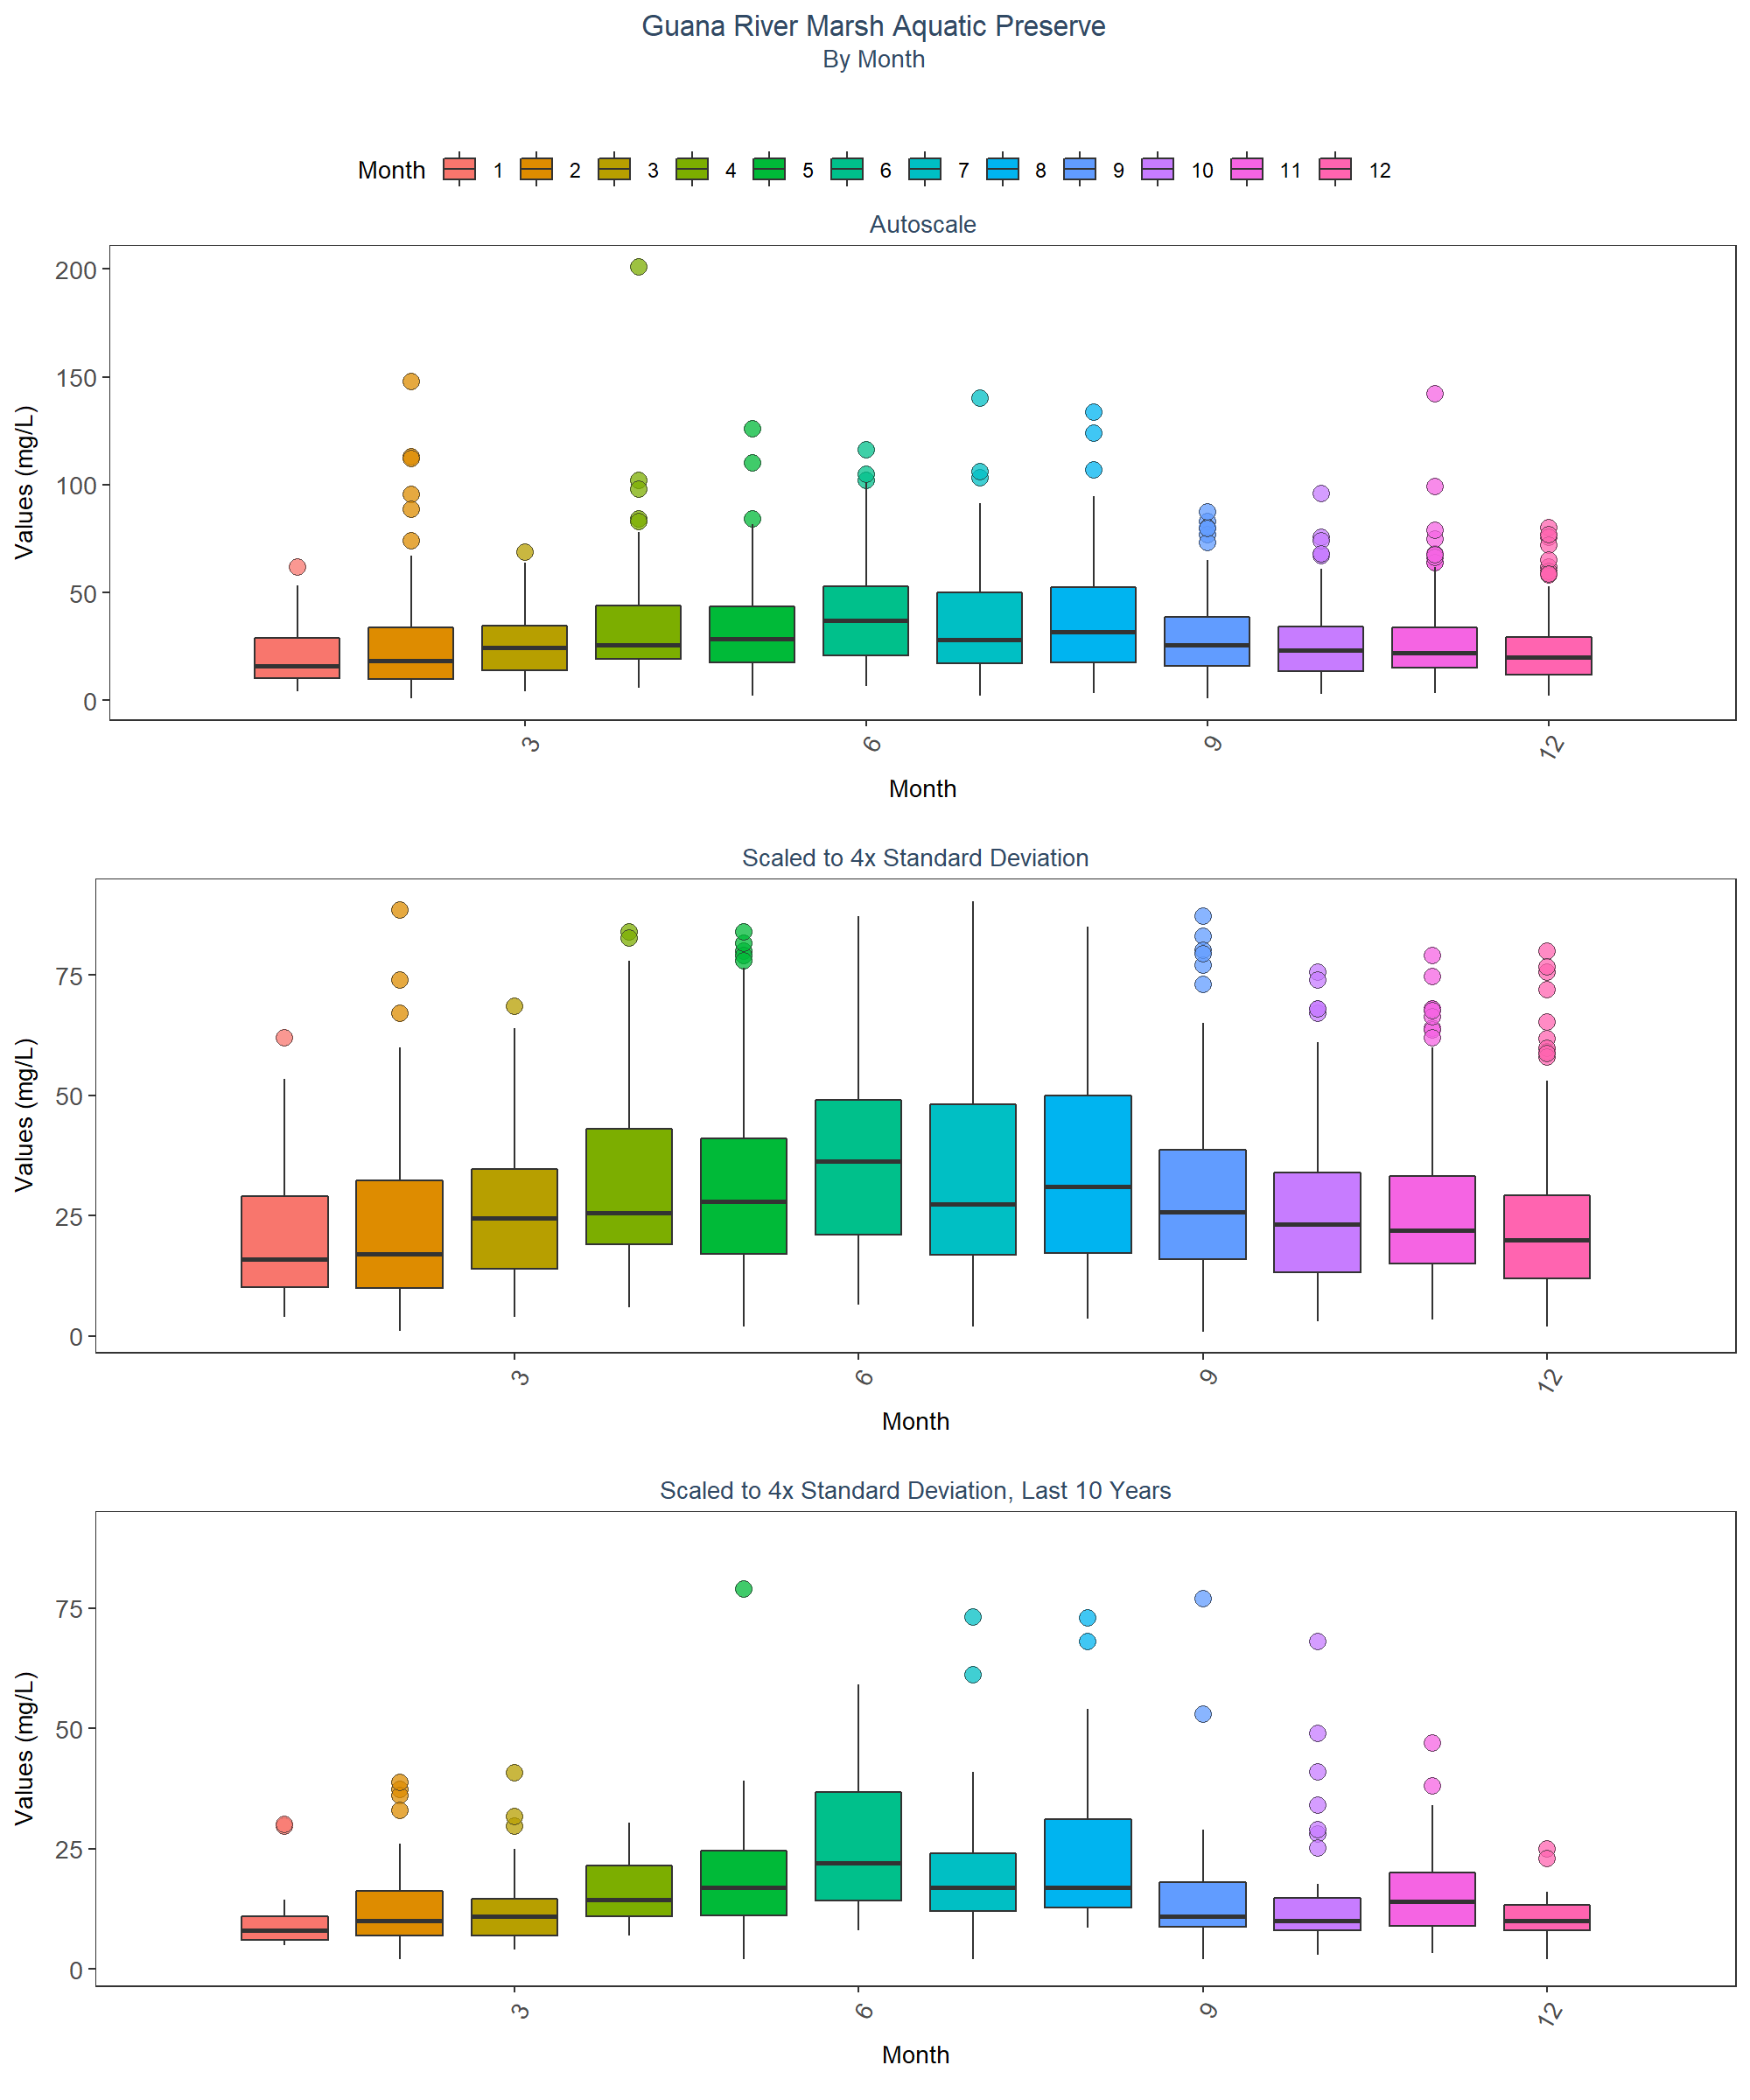 Guana River Marsh Aquatic Preserve
By Month
Month 1 2 3 4 5 6 7 8 9 10 11 12
Autoscale
Values (mg/L)
200
150
100
50
0
3 6 9 12
Month
Scaled to 4x Standard Deviation
Values (mg/L)
75
50
25
0
3 6 9 12
Month
Scaled to 4x Standard Deviation, Last 10 Years
Values (mg/L)
75
50
25
0
3 6 9 12
Month